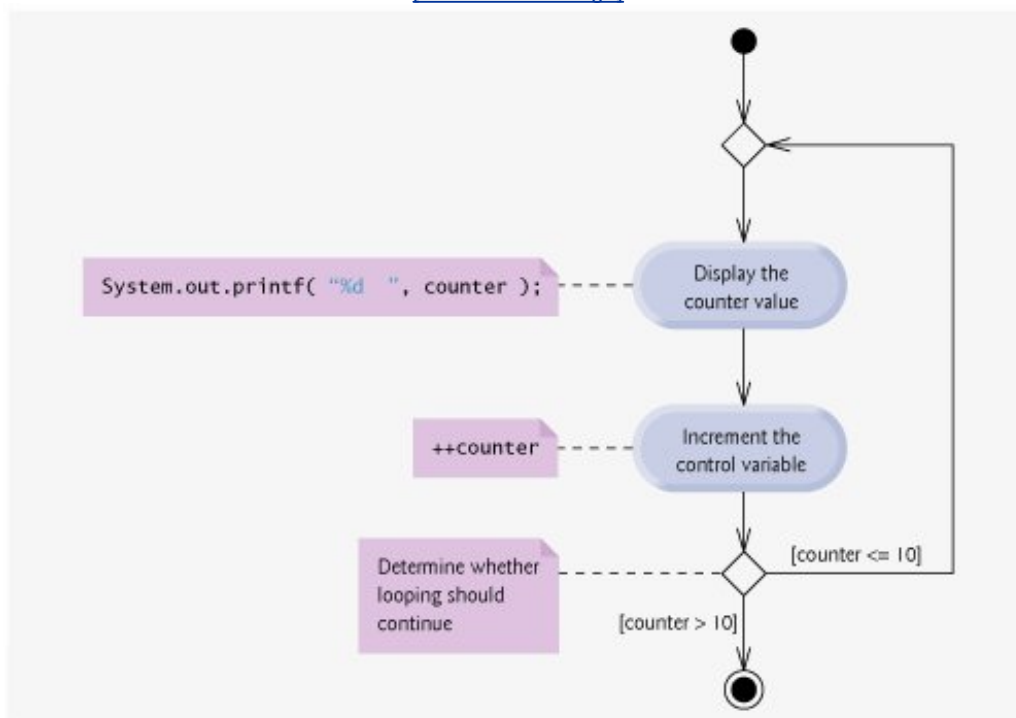 System.out.printf( "%d  ", counter );
Display the
counter value
++counter
Increment the
control variable
Determine whether
looping should
continue
[counter <= 10]
[counter > 10]